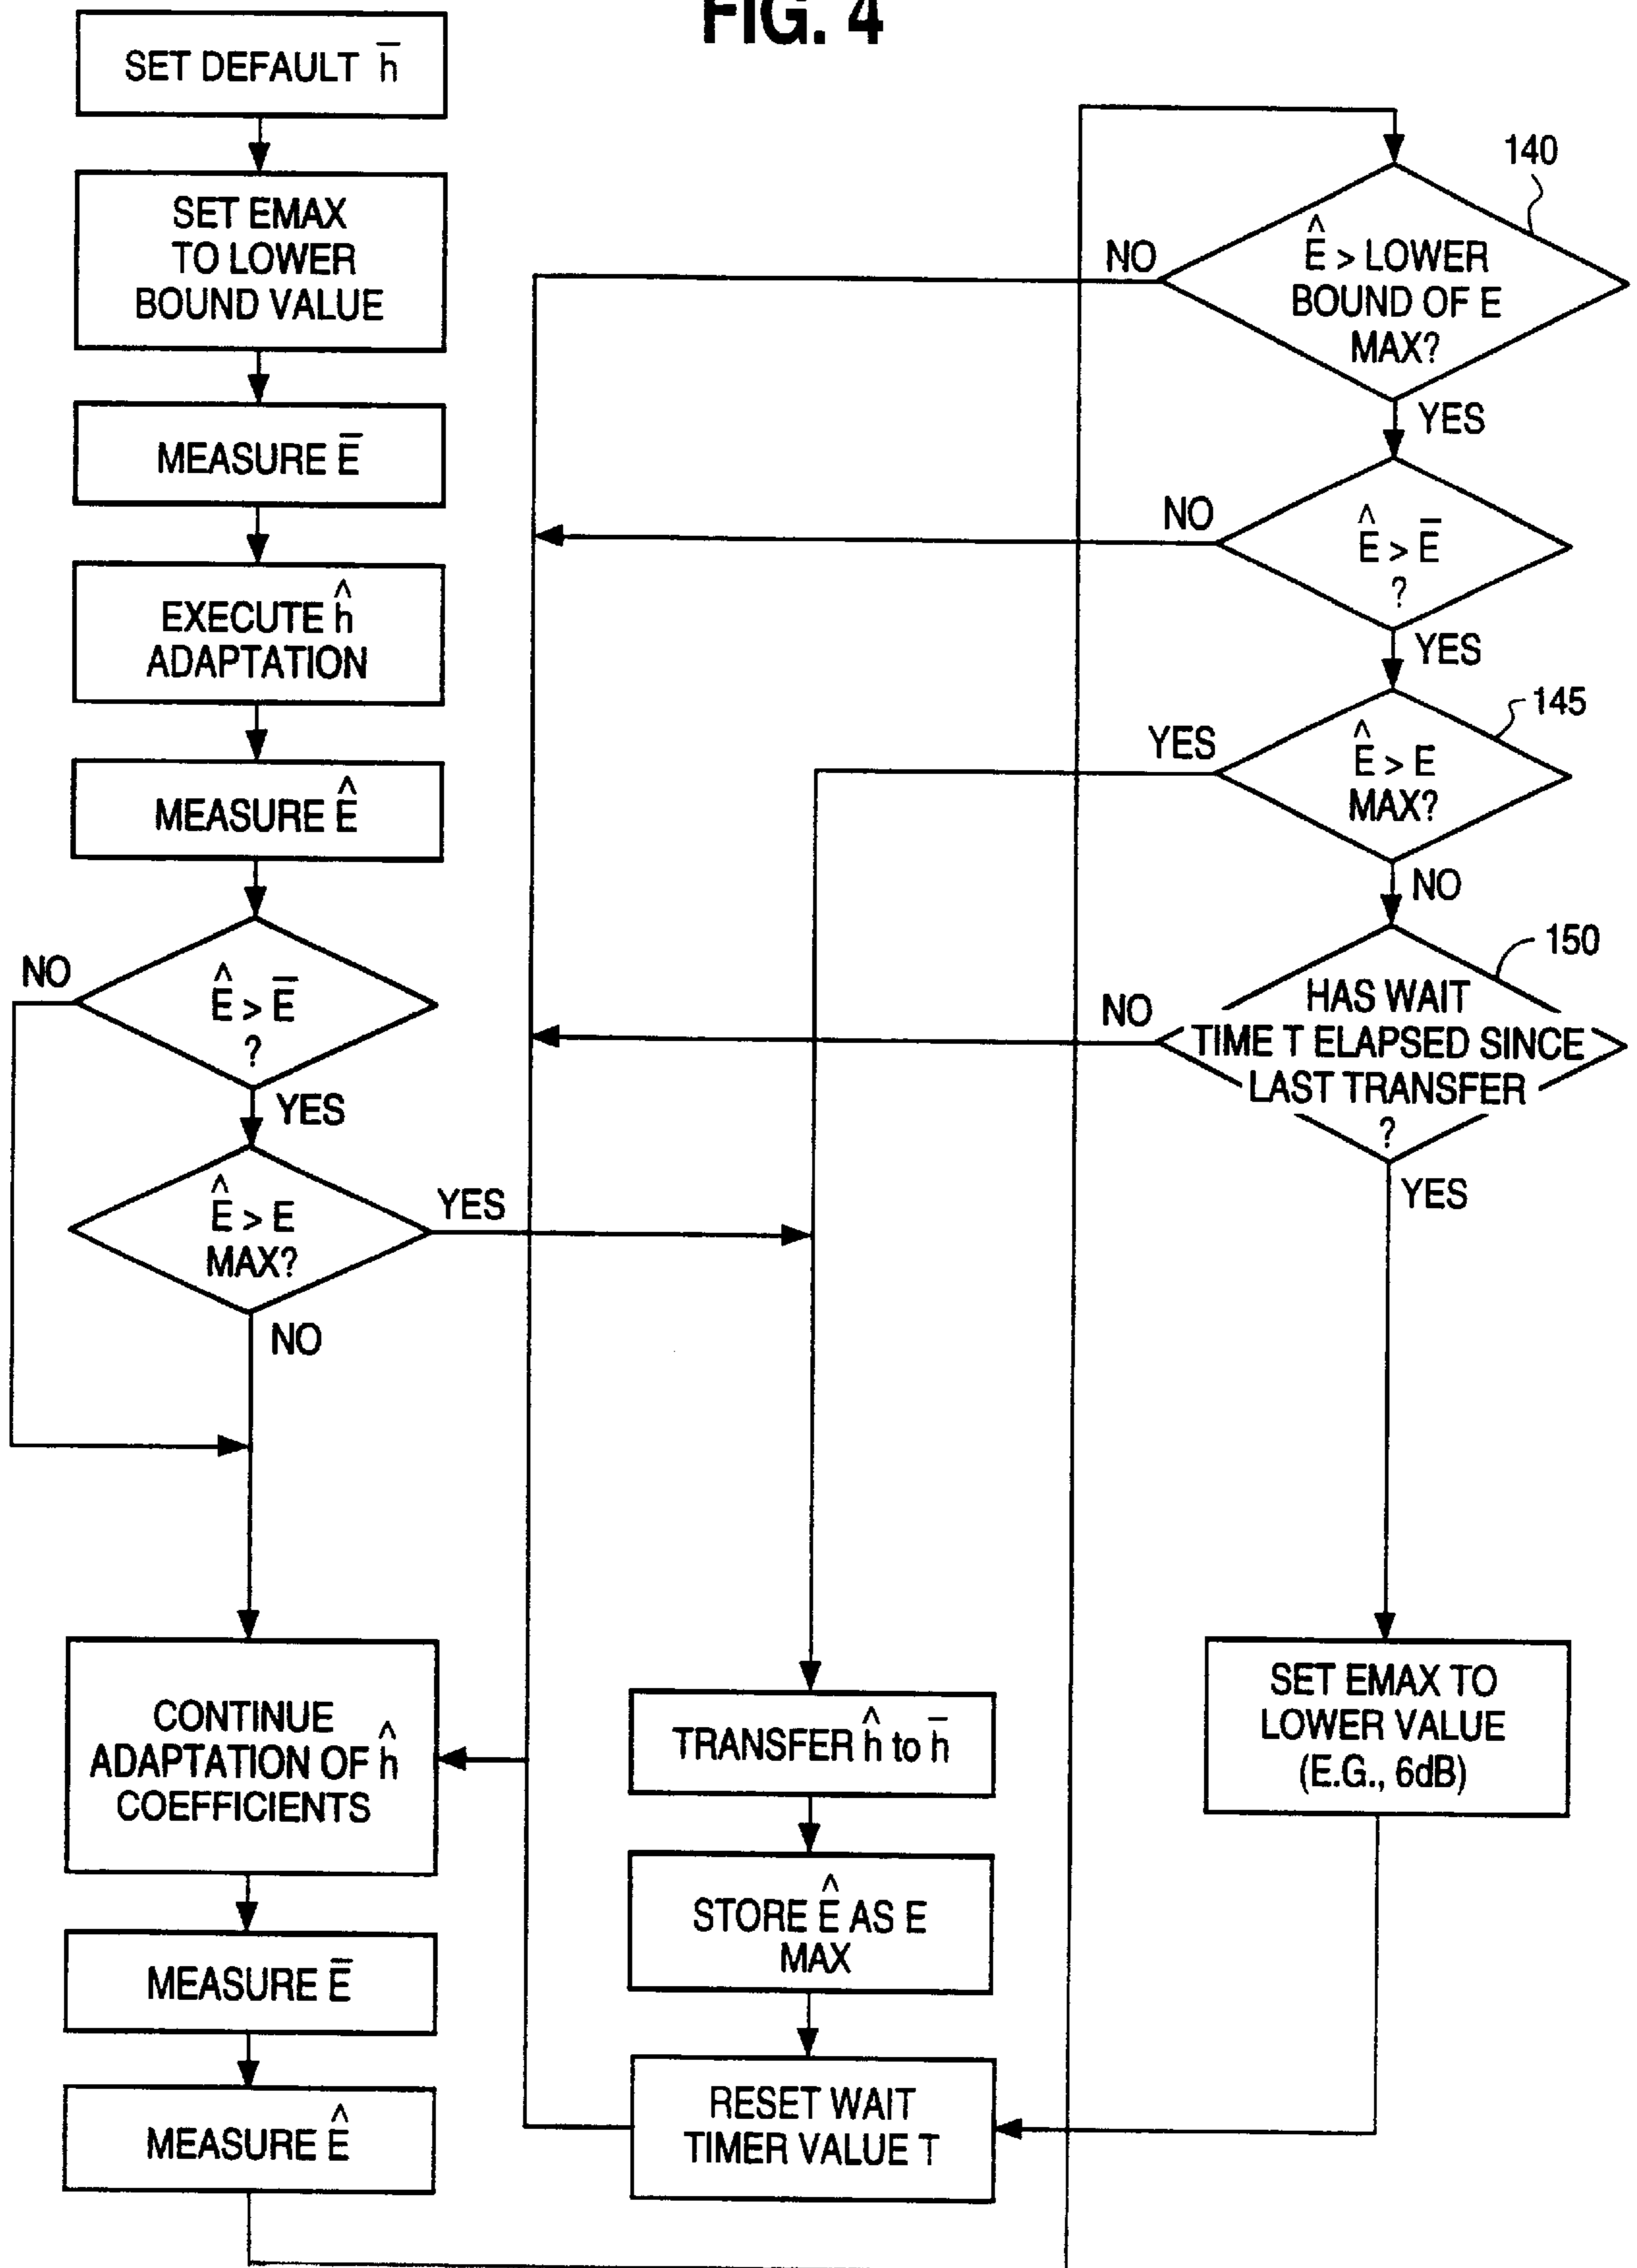 FIG. 4
SET DEFAULT h̅
SET EMAX
TO LOWER
BOUND VALUE
MEASURE E̅
EXECUTE ĥ
ADAPTATION
MEASURE Ê
Ê > E̅
?
NO
YES
Ê > E
MAX?
YES
NO
CONTINUE
ADAPTATION OF ĥ
COEFFICIENTS
MEASURE E̅
MEASURE Ê
TRANSFER ĥ to h̅
STORE Ê AS E
MAX
RESET WAIT
TIMER VALUE T
140
Ê > LOWER
BOUND OF E
MAX?
NO
YES
Ê > E̅
?
NO
YES
145
Ê > E
MAX?
YES
NO
150
HAS WAIT
TIME T ELAPSED SINCE
LAST TRANSFER
?
NO
YES
SET EMAX TO
LOWER VALUE
(E.G., 6dB)